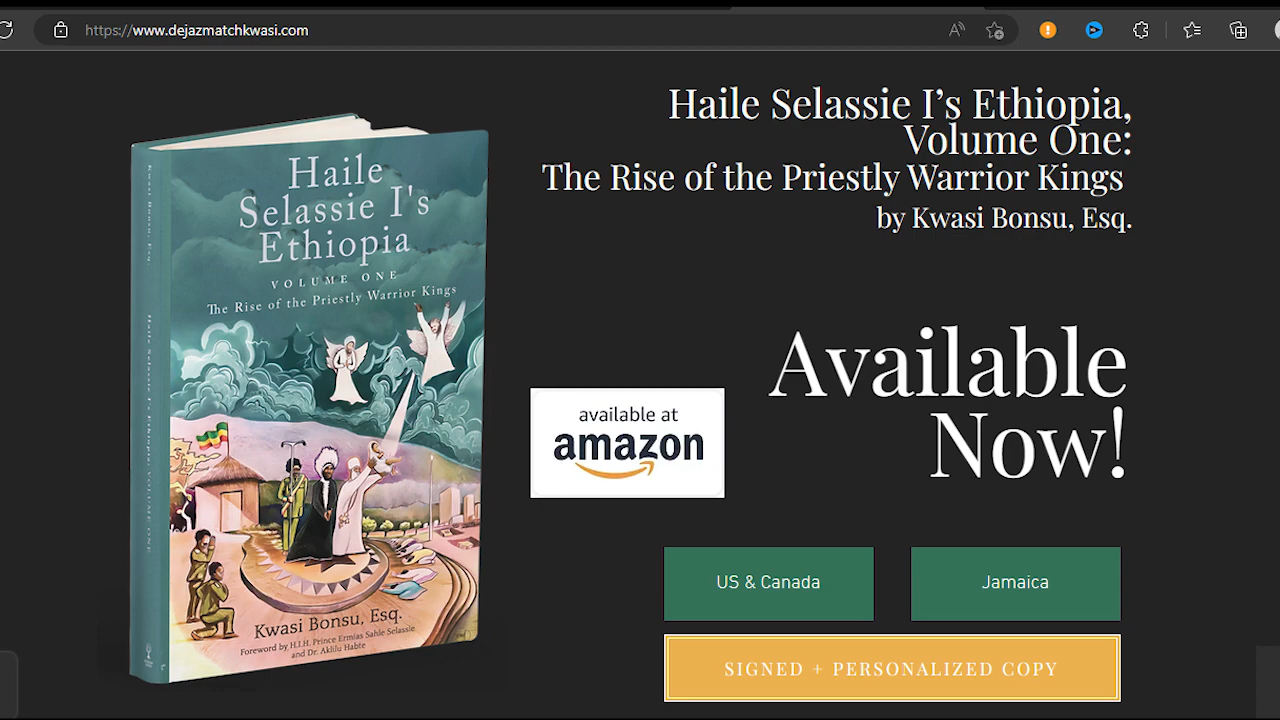 https://www.dejazmatchkwasi.com
Haile Selassie I’s Ethiopia,
Volume One:
The Rise of the Priestly Warrior Kings
by Kwasi Bonsu, Esq.
Haile
Selassie I's
Ethiopia
VOLUME ONE
The Rise of the Priestly Warrior Kings
Kwasi Bonsu, Esq.
Foreword by H.I.H. Prince Ermias Sahle Selassie
and Dr. Aklilu Habte
Kwasi Bonsu, Esq.
Haile Selassie I's Ethiopia, VOLUME ONE
Available
Now!
available at
amazon
US & Canada
Jamaica
SIGNED + PERSONALIZED COPY